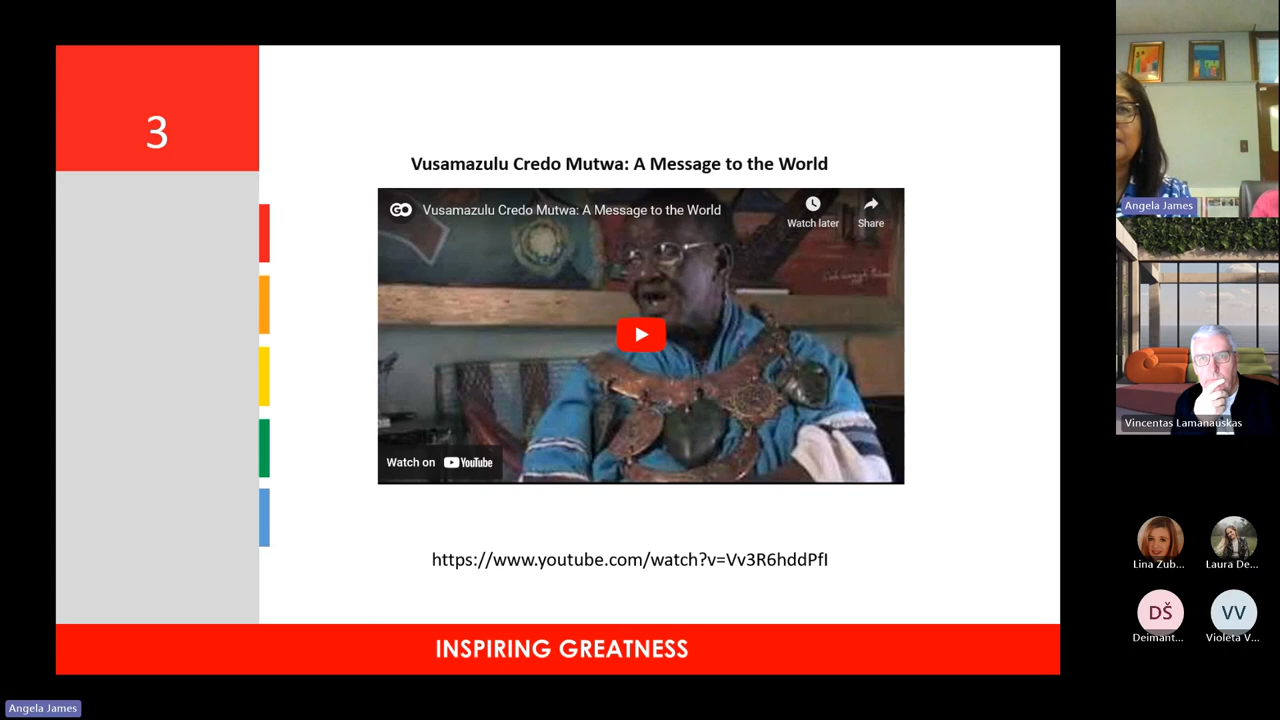 3
Vusamazulu Credo Mutwa: A Message to the World
GO
Vusamazulu Credo Mutwa: A Message to the World
Watch later
Share
Watch on YouTube
https://www.youtube.com/watch?v=Vv3R6hddPfI
INSPIRING GREATNESS
Angela James
Vincentas Lamanauskas
Lina Zub...
Laura De...
DŠ
Deimant...
VV
Violeta V...
Angela James